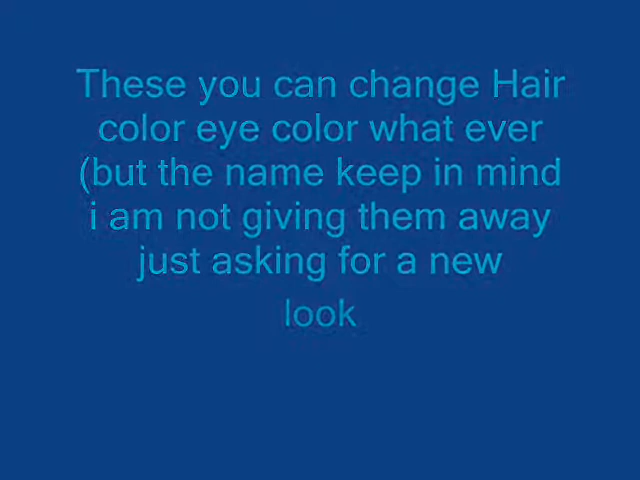 These you can change Hair
color eye color what ever
(but the name keep in mind
i am not giving them away
just asking for a new
look